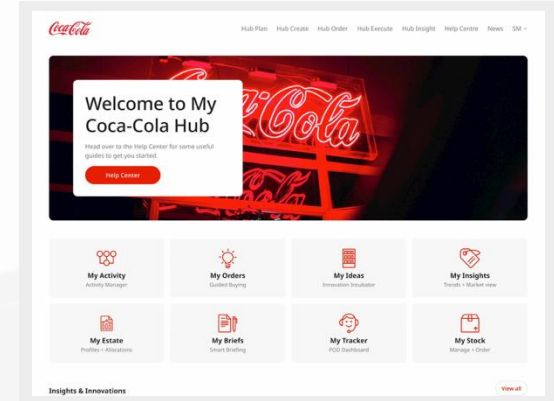 Coca-Cola
Hub Plan Hub Create Hub Order Hub Execute Hub Insight Help Centre News SM
Welcome to My
Coca-Cola Hub
Head over to the Help Center for some useful
guides to get you started.
Help Center
My Activity
Activity Manager
My Orders
Guided Buying
My Ideas
Innovation Incubator
My Insights
Trends + Market view
My Estate
Profiles + Allocations
My Briefs
Smart Briefing
My Tracker
POD Dashboard
My Stock
Manage + Order
Insights & Innovations
View all